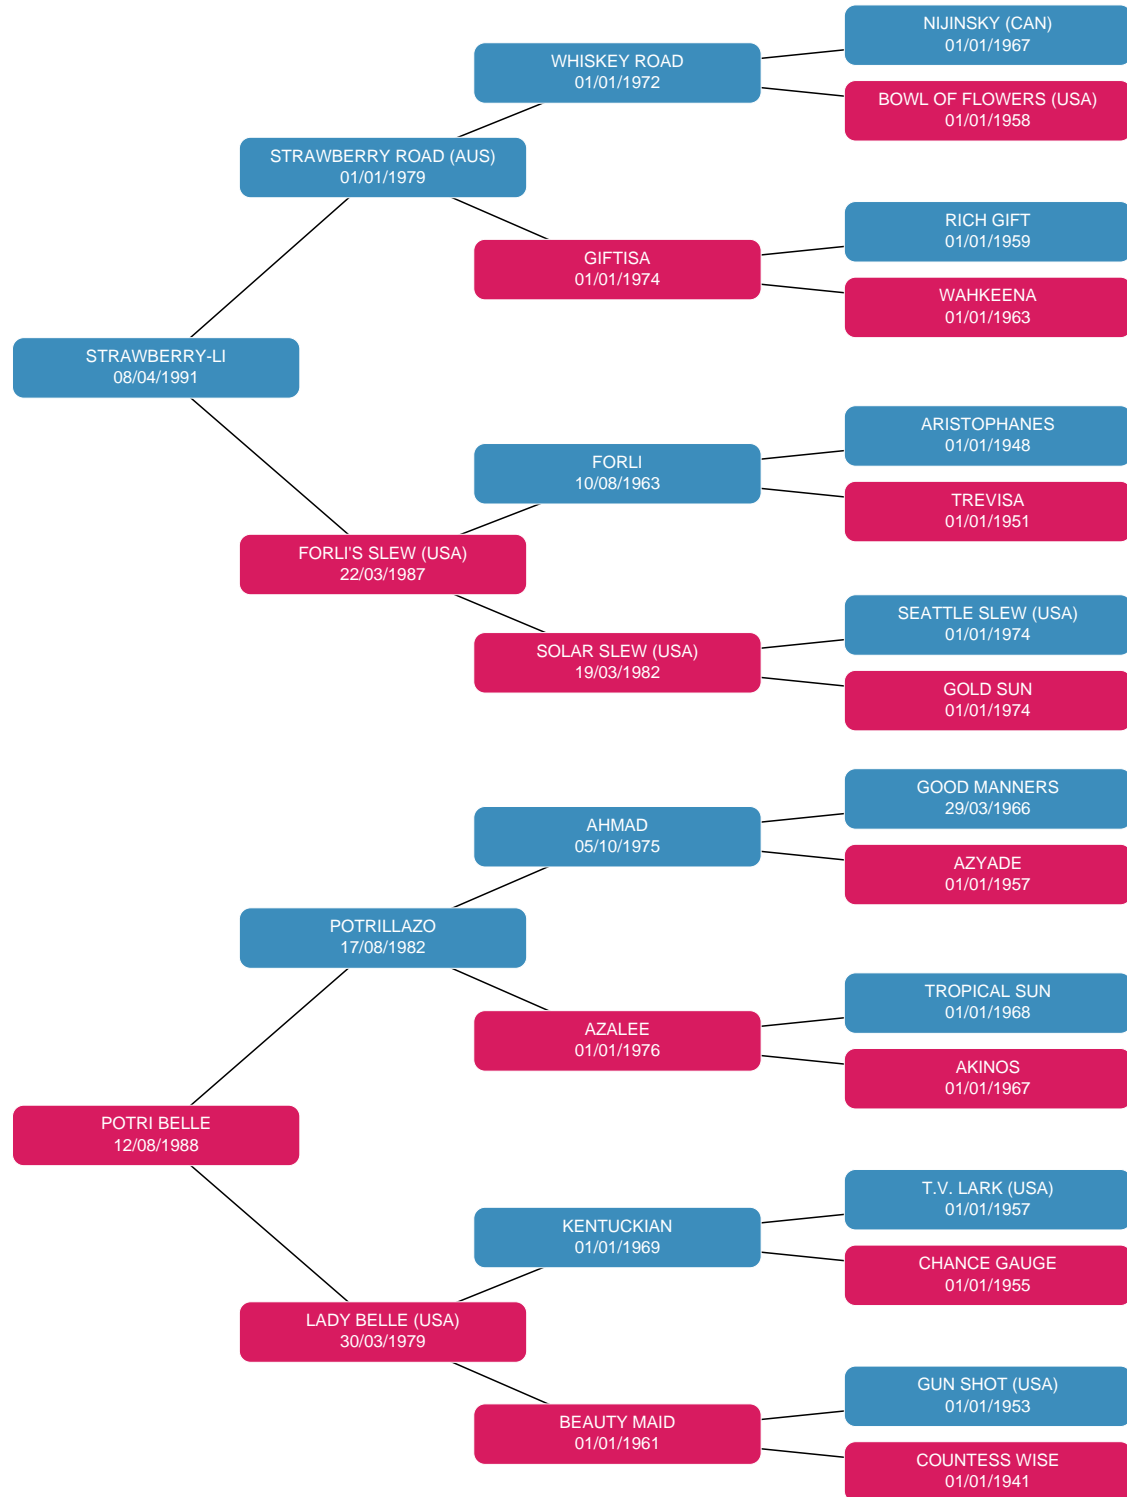 NIJINSKY (CAN)
01/01/1967
WHISKEY ROAD
01/01/1972
BOWL OF FLOWERS (USA)
01/01/1958
STRAWBERRY ROAD (AUS)
01/01/1979
RICH GIFT
01/01/1959
GIFTISA
01/01/1974
WAHKEENA
01/01/1963
STRAWBERRY-LI
08/04/1991
ARISTOPHANES
01/01/1948
FORLI
10/08/1963
TREVISA
01/01/1951
FORLI'S SLEW (USA)
22/03/1987
SEATTLE SLEW (USA)
01/01/1974
SOLAR SLEW (USA)
19/03/1982
GOLD SUN
01/01/1974
GOOD MANNERS
29/03/1966
AHMAD
05/10/1975
AZYADE
01/01/1957
POTRILLAZO
17/08/1982
TROPICAL SUN
01/01/1968
AZALEE
01/01/1976
AKINOS
01/01/1967
POTRI BELLE
12/08/1988
T.V. LARK (USA)
01/01/1957
KENTUCKIAN
01/01/1969
CHANCE GAUGE
01/01/1955
LADY BELLE (USA)
30/03/1979
GUN SHOT (USA)
01/01/1953
BEAUTY MAID
01/01/1961
COUNTESS WISE
01/01/1941